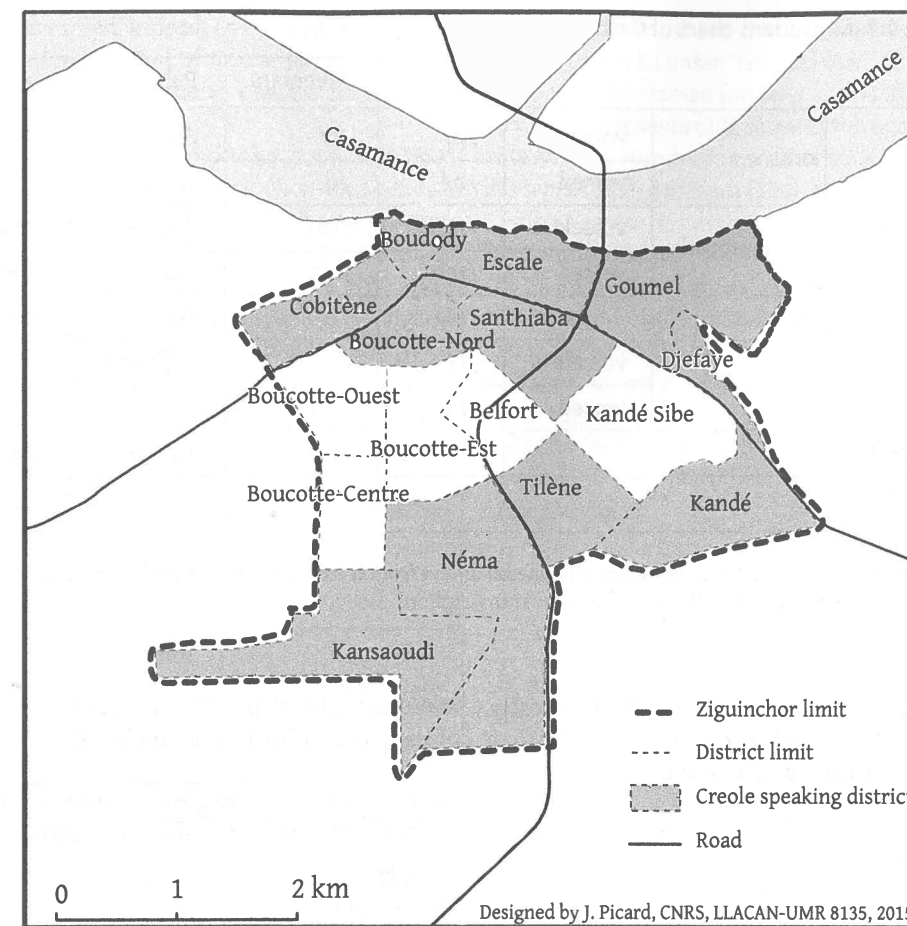 Casamance
Casamance
Boudody
Escale
Goumel
Cobitène
Santhiaba
Boucotte-Nord
Djefaye
Boucotte-Ouest
Belfort
Kandé Sibe
Boucotte-Est
Boucotte-Centre
Tilène
Kandé
Néma
Kansaoudi
Ziguinchor limit
District limit
Creole speaking district
Road
0 1 2 km
Designed by J. Picard, CNRS, LLACAN-UMR 8135, 2015